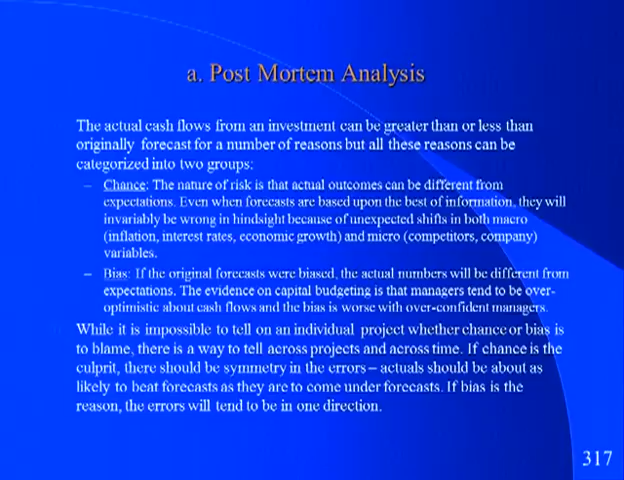 a. Post Mortem Analysis
The actual cash flows from an investment can be greater than or less than
originally forecast for a number of reasons but all these reasons can be
categorized into two groups:
– Chance: The nature of risk is that actual outcomes can be different from
expectations. Even when forecasts are based upon the best of information, they will
invariably be wrong in hindsight because of unexpected shifts in both macro
(inflation, interest rates, economic growth) and micro (competitors, company)
variables.
– Bias: If the original forecasts were biased, the actual numbers will be different from
expectations. The evidence on capital budgeting is that managers tend to be over-
optimistic about cash flows and the bias is worse with over-confident managers.
While it is impossible to tell on an individual project whether chance or bias is
to blame, there is a way to tell across projects and across time. If chance is the
culprit, there should be symmetry in the errors – actuals should be about as
likely to beat forecasts as they are to come under forecasts. If bias is the
reason, the errors will tend to be in one direction.
317